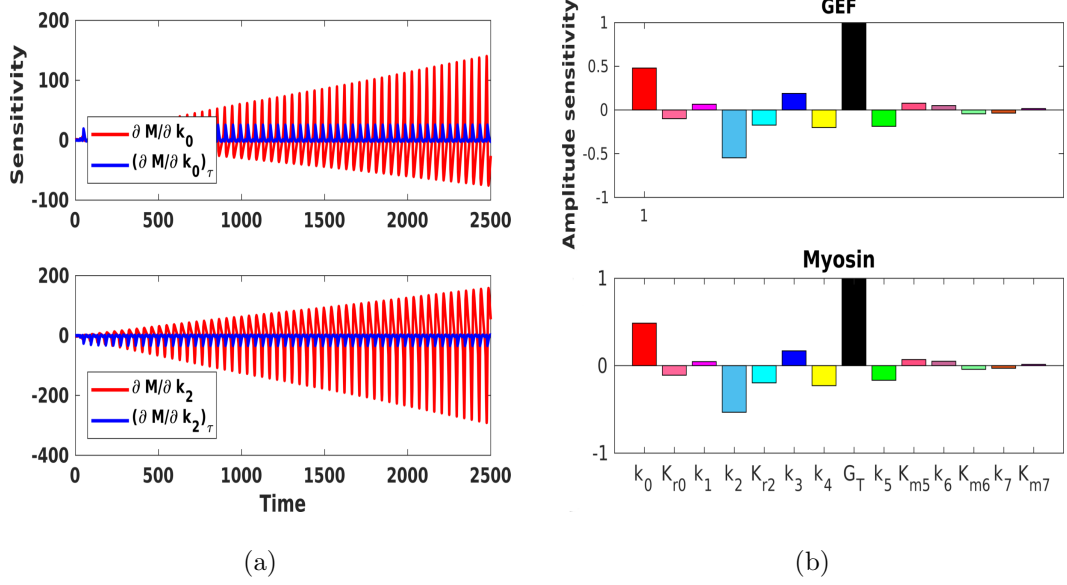 Sensitivity
200
100
0
-100
∂ M/∂ k₀
(∂ M/∂ k₀)τ
0 500 1000 1500 2000 2500
200
0
-200
-400
∂ M/∂ k₂
(∂ M/∂ k₂)τ
0 500 1000 1500 2000 2500
Time
(a)
Amplitude sensitivity
GEF
1
0.5
0
-0.5
-1
1
Myosin
1
0
-1
k₀ Kᵣ₀ k₁ k₂ Kᵣ₂ k₃ k₄ G_T k₅ Kₘ₅ k₆ Kₘ₆ k₇ Kₘ₇
(b)